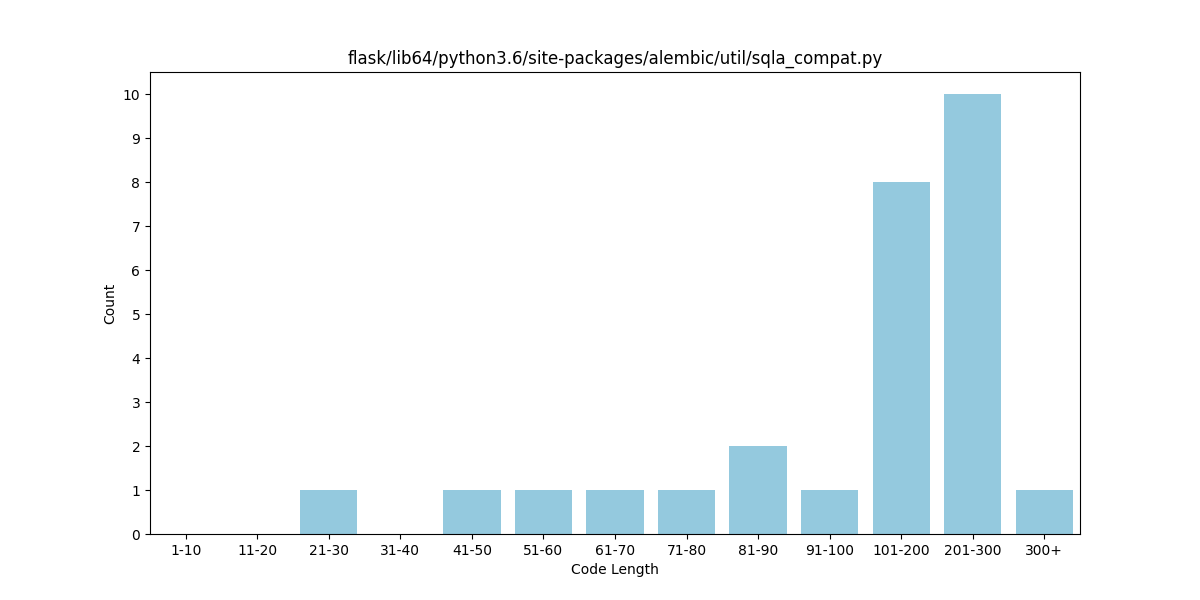 flask/lib64/python3.6/site-packages/alembic/util/sqla_compat.py
10
9
8
7
6
5
4
3
2
1
0
Count
1-10 11-20 21-30 31-40 41-50 51-60 61-70 71-80 81-90 91-100 101-200 201-300 300+
Code Length